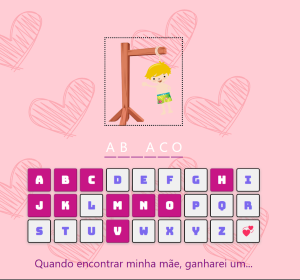 AB_ACO
A B C D E F G H I
J K L M N O P Q R
S T U V W X Y Z
Quando encontrar minha mãe, ganharei um...